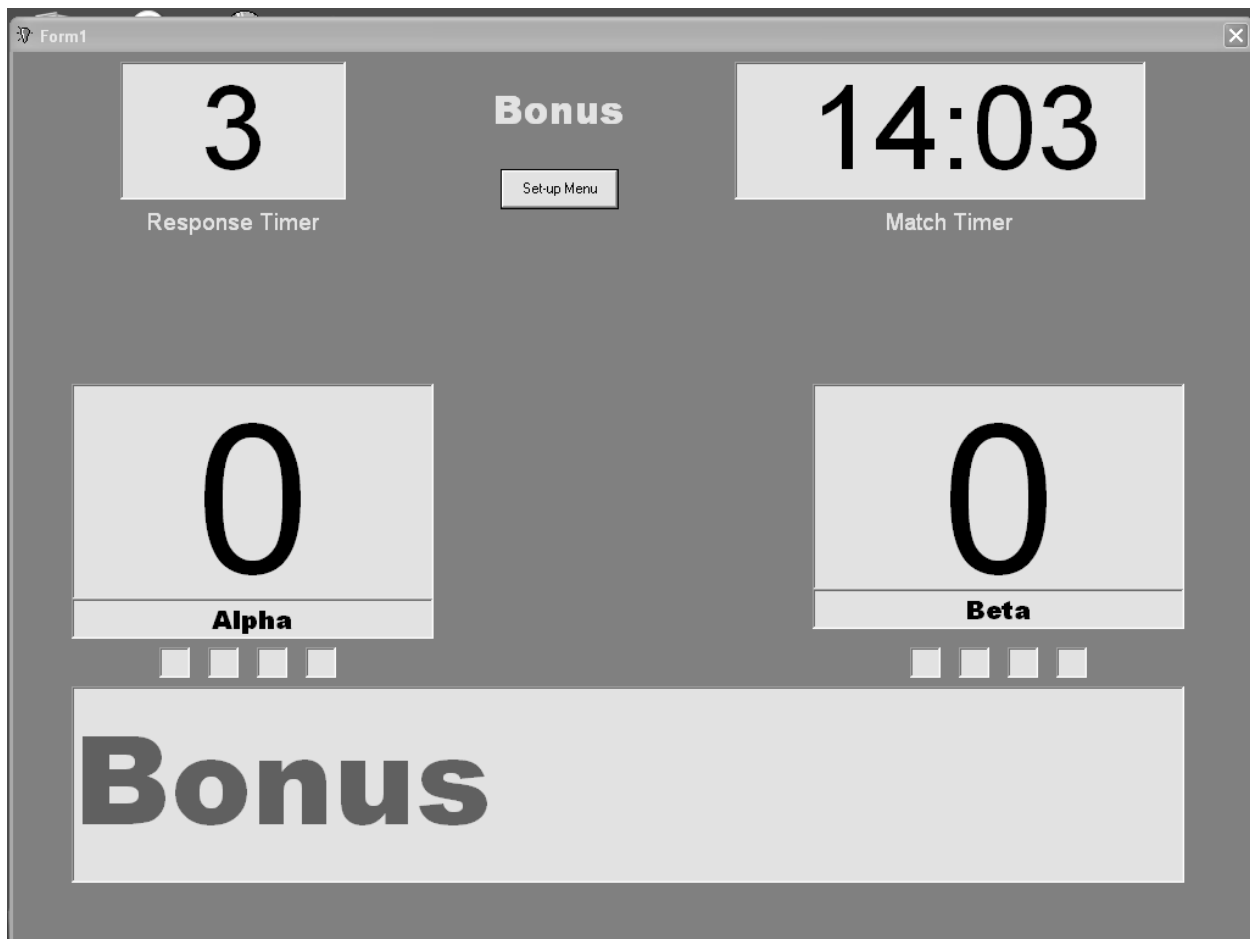 Form1
3
Bonus
14:03
Set-up Menu
Response Timer
Match Timer
0
0
Alpha
Beta
Bonus